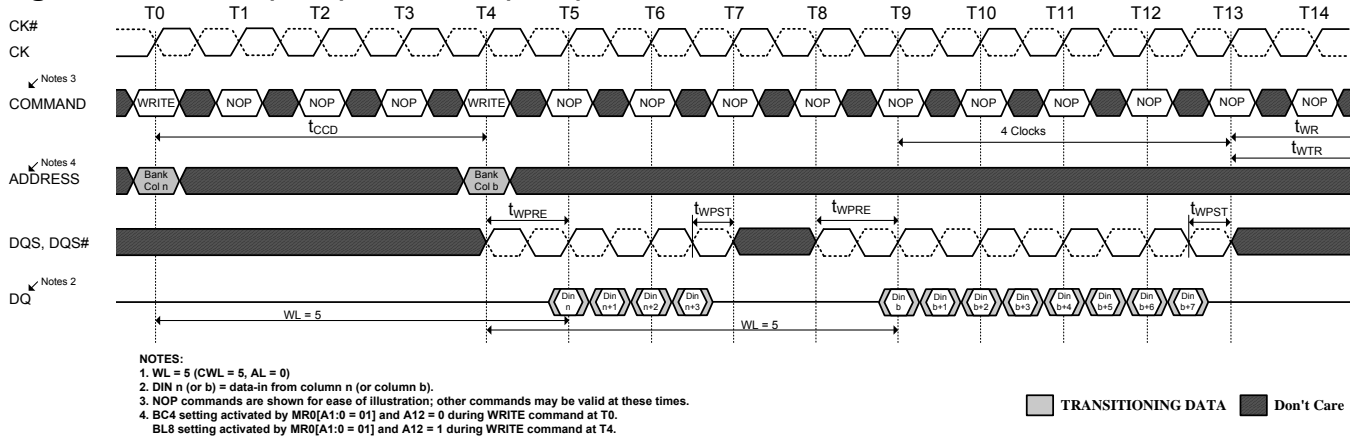 T0 T1 T2 T3 T4 T5 T6 T7 T8 T9 T10 T11 T12 T13 T14
CK#
CK
Notes 3
COMMAND
WRITE NOP NOP NOP WRITE NOP NOP NOP NOP NOP NOP NOP NOP NOP NOP
tCCD
4 Clocks
tWR
tWTR
Notes 4
ADDRESS
Bank Bank
Col n Col b
tWPRE tWPST tWPRE tWPST
DQS, DQS#
Notes 2
DQ
Din Din Din Din Din Din Din Din Din Din Din Din
n n+1 n+2 n+3 b b+1 b+2 b+3 b+4 b+5 b+6 b+7
WL = 5
WL = 5
NOTES:
1. WL = 5 (CWL = 5, AL = 0)
2. DIN n (or b) = data-in from column n (or column b).
3. NOP commands are shown for ease of illustration; other commands may be valid at these times.
4. BC4 setting activated by MR0[A1:0 = 01] and A12 = 0 during WRITE command at T0.
BL8 setting activated by MR0[A1:0 = 01] and A12 = 1 during WRITE command at T4.
TRANSITIONING DATA Don't Care